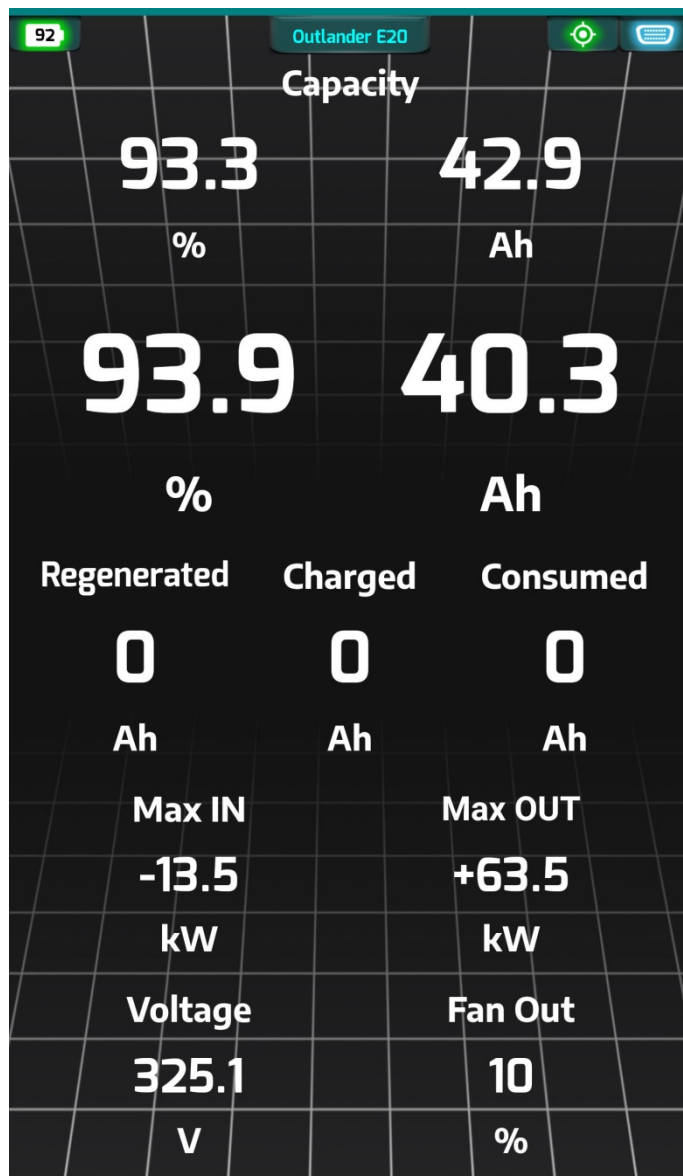 92 Outlander E20
Capacity
93.3 42.9
% Ah
93.9 40.3
% Ah
Regenerated Charged Consumed
0 0 0
Ah Ah Ah
Max IN Max OUT
-13.5 +63.5
kW kW
Voltage Fan Out
325.1 10
V %